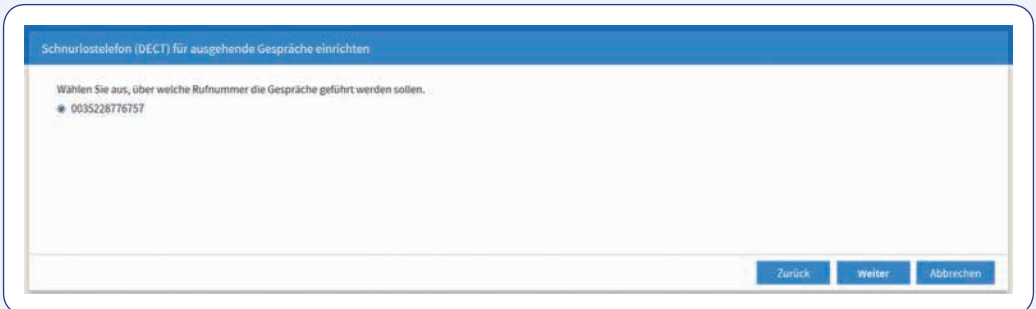 Schnurlostelefon (DECT) für ausgehende Gespräche einrichten
Wählen Sie aus, über welche Rufnummer die Gespräche geführt werden sollen.
0035228776757
Zurück Weiter Abbrechen